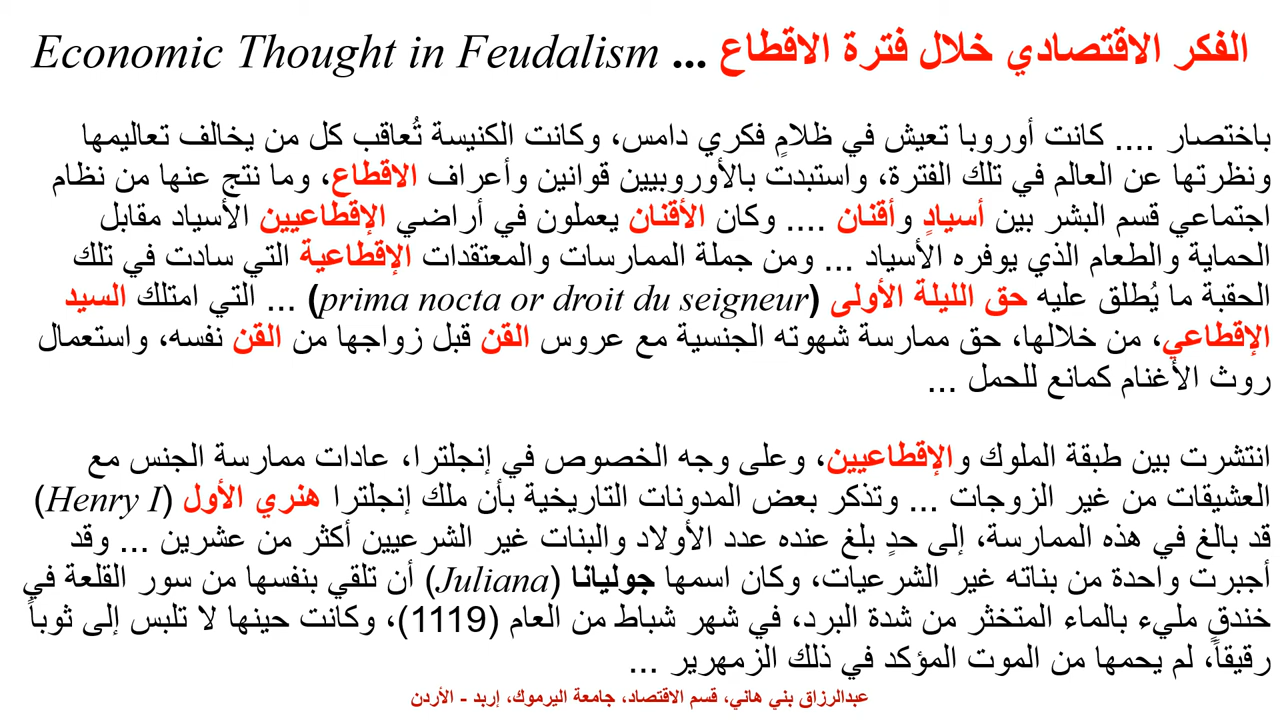 الفكر الاقتصادي خلال فترة الاقطاع ... Economic Thought in Feudalism
باختصار .... كانت أوروبا تعيش في ظلامٍ فكري دامس، وكانت الكنيسة تُعاقب كل من يخالف تعاليمها
ونظرتها عن العالم في تلك الفترة، واستبدت بالأوروبيين قوانين وأعراف الاقطاع، وما نتج عنها من نظام
اجتماعي قسم البشر بين أسيادٍ وأقنان .... وكان الأقنان يعملون في أراضي الإقطاعيين الأسياد مقابل
الحماية والطعام الذي يوفره الأسياد ... ومن جملة الممارسات والمعتقدات الإقطاعية التي سادت في تلك
الحقبة ما يُطلق عليه حق الليلة الأولى (prima nocta or droit du seigneur) ... التي امتلك السيد
الإقطاعي، من خلالها، حق ممارسة شهوته الجنسية مع عروس القن قبل زواجها من القن نفسه، واستعمال
روث الأغنام كمانع للحمل ...
انتشرت بين طبقة الملوك والإقطاعيين، وعلى وجه الخصوص في إنجلترا، عادات ممارسة الجنس مع
العشيقات من غير الزوجات ... وتذكر بعض المدونات التاريخية بأن ملك إنجلترا هنري الأول (Henry I)
قد بالغ في هذه الممارسة، إلى حدٍ بلغ عنده عدد الأولاد والبنات غير الشرعيين أكثر من عشرين ... وقد
أجبرت واحدة من بناته غير الشرعيات، وكان اسمها جوليانا (Juliana) أن تلقي بنفسها من سور القلعة في
خندقٍ مليء بالماء المتخثر من شدة البرد، في شهر شباط من العام (1119)، وكانت حينها لا تلبس إلى ثوباً
رقيقاً، لم يحمها من الموت المؤكد في ذلك الزمهرير ...
عبدالرزاق بني هاني، قسم الاقتصاد، جامعة اليرموك، إربد - الأردن